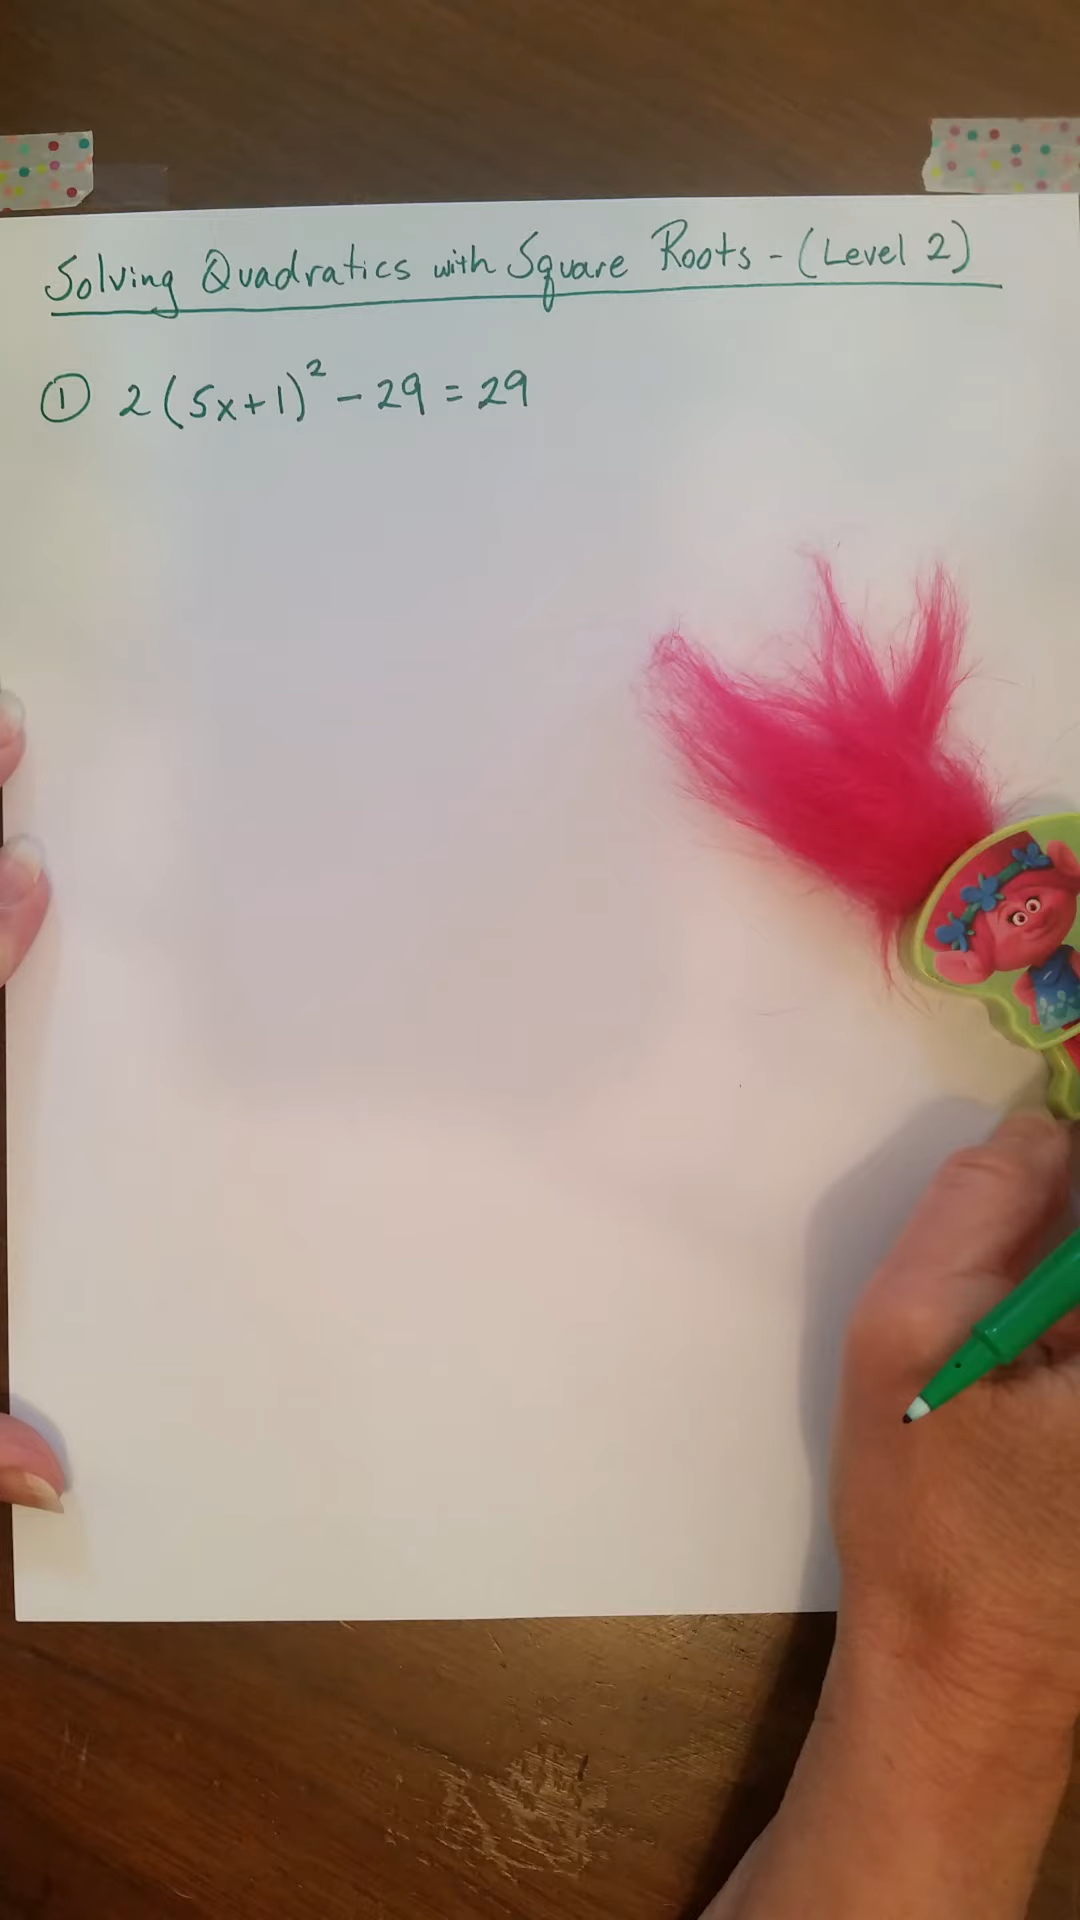 Solving Quadratics with Square Roots - (Level 2)
① 2(5x+1)² - 29 = 29